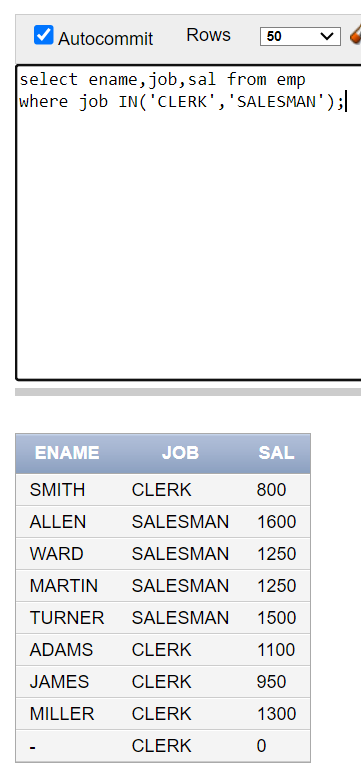 Autocommit Rows 50
select ename,job,sal from emp
where job IN('CLERK','SALESMAN');
ENAME JOB SAL
SMITH CLERK 800
ALLEN SALESMAN 1600
WARD SALESMAN 1250
MARTIN SALESMAN 1250
TURNER SALESMAN 1500
ADAMS CLERK 1100
JAMES CLERK 950
MILLER CLERK 1300
- CLERK 0